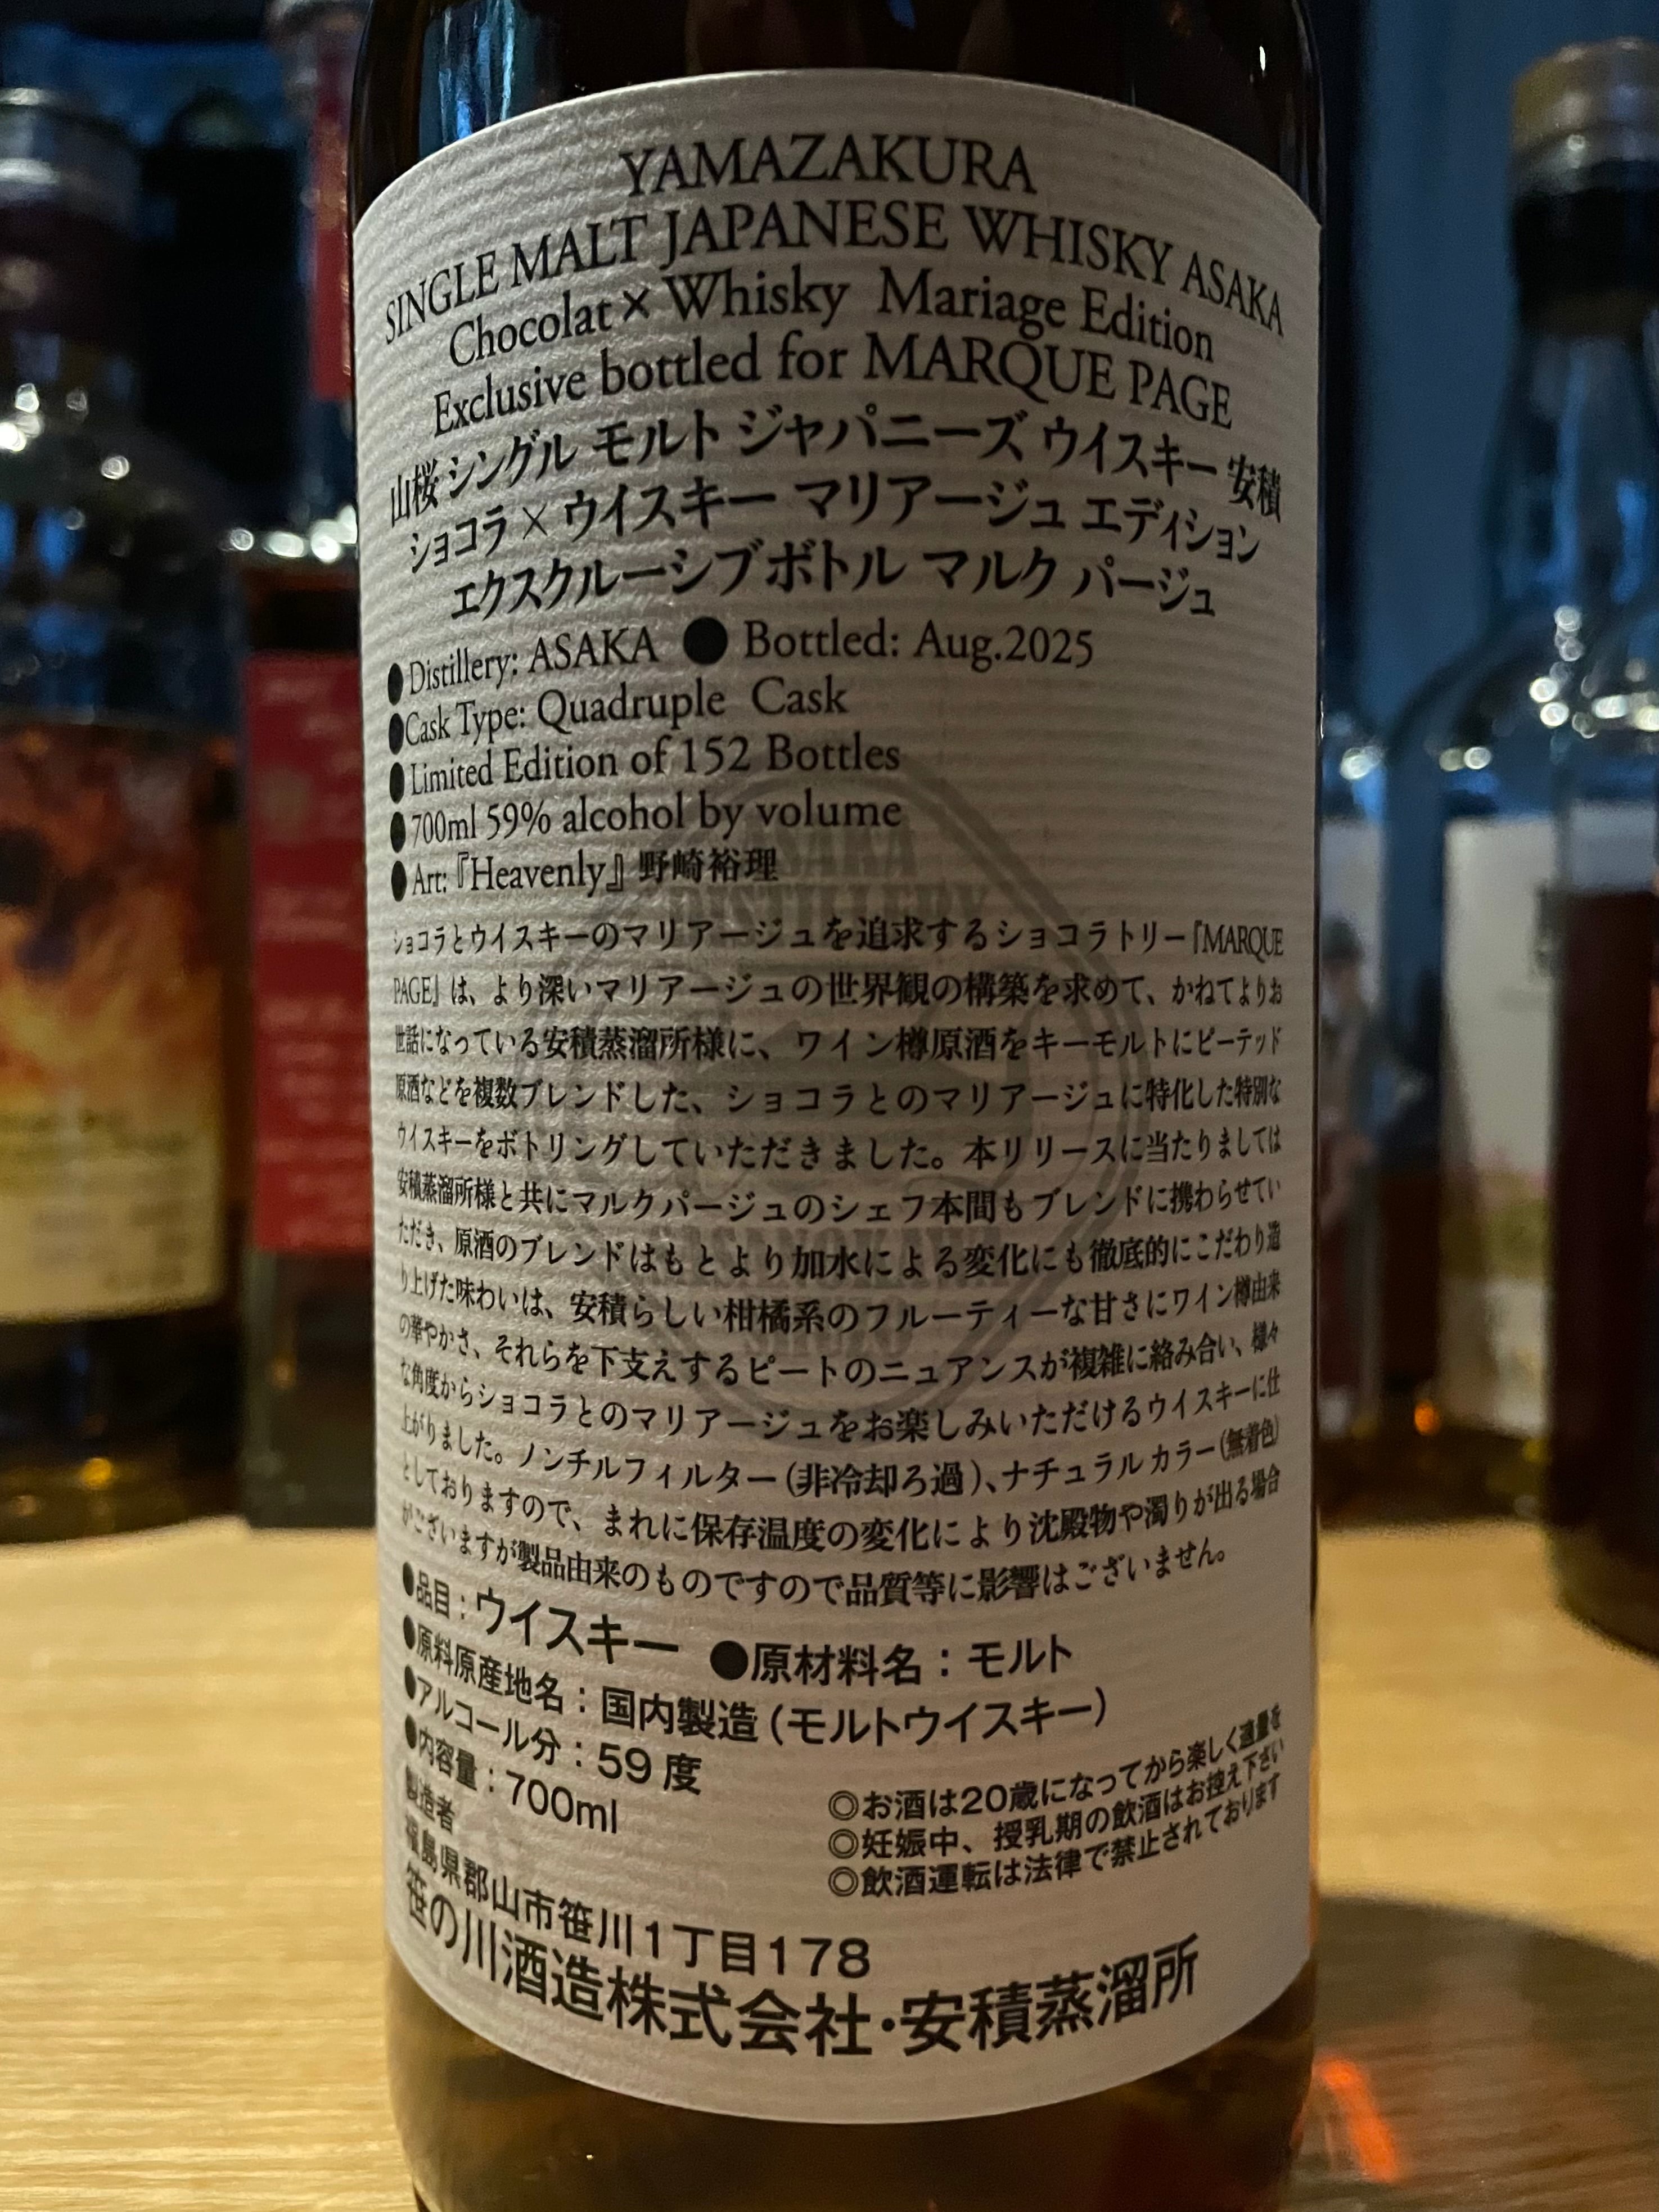 YAMAZAKURA
SINGLE MALT JAPANESE WHISKY ASAKA
Chocolat × Whisky Mariage Edition
Exclusive bottled for MARQUE PAGE
山桜 シングル モルト ジャパニーズ ウイスキー 安積
ショコラ × ウイスキー マリアージュ エディション
エクスクルーシブボトル マルク パージュ
●Distillery: ASAKA ●Bottled: Aug.2025
●Cask Type: Quadruple Cask
●Limited Edition of 152 Bottles
●700ml 59% alcohol by volume
●Art:『Heavenly』野崎裕理
ショコラとウイスキーのマリアージュを追求するショコラトリー『MARQUE
PAGE』は、より深いマリアージュの世界観の構築を求めて、かねてよりお
世話になっている安積蒸溜所様に、ワイン樽原酒をキーモルトにピーテッド
原酒などを複数ブレンドした、ショコラとのマリアージュに特化した特別な
ウイスキーをボトリングしていただきました。本リリースに当たりましては
安積蒸溜所様と共にマルクパージュのシェフ本間もブレンドに携わらせてい
ただき、原酒のブレンドはもとより加水による変化にも徹底的にこだわり造
り上げた味わいは、安積らしい柑橘系のフルーティーな甘さにワイン樽由来
の華やかさ、それらを下支えするピートのニュアンスが複雑に絡み合い、様々
な角度からショコラとのマリアージュをお楽しみいただけるウイスキーに仕
上がりました。ノンチルフィルター(非冷却ろ過)、ナチュラルカラー(無着色)
としておりますので、まれに保存温度の変化により沈殿物や濁りが出る場合
がございますが製品由来のものですので品質等に影響はございません。
●品目：ウイスキー ●原材料名：モルト
●原料原産地名：国内製造(モルトウイスキー)
●アルコール分：59度
●内容量：700ml
◎お酒は20歳になってから楽しく適量を
◎妊娠中、授乳期の飲酒はお控え下さい
◎飲酒運転は法律で禁止されております
製造者
福島県郡山市笹川1丁目178
笹の川酒造株式会社・安積蒸溜所
ASAKA
DISTILLERY